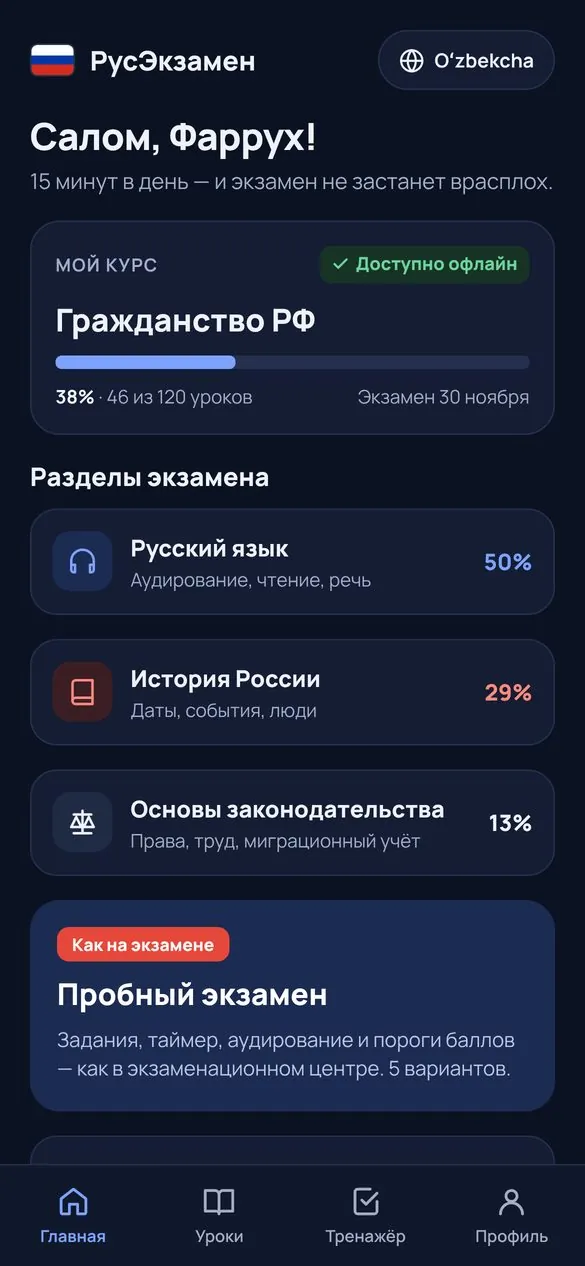 РусЭкзамен
Oʻzbekcha
Салом, Фаррух!
15 минут в день — и экзамен не застанет врасплох.
МОЙ КУРС
Доступно офлайн
Гражданство РФ
38% · 46 из 120 уроков
Экзамен 30 ноября
Разделы экзамена
Русский язык
Аудирование, чтение, речь
50%
История России
Даты, события, люди
29%
Основы законодательства
Права, труд, миграционный учёт
13%
Как на экзамене
Пробный экзамен
Задания, таймер, аудирование и пороги баллов
— как в экзаменационном центре. 5 вариантов.
Главная
Уроки
Тренажёр
Профиль